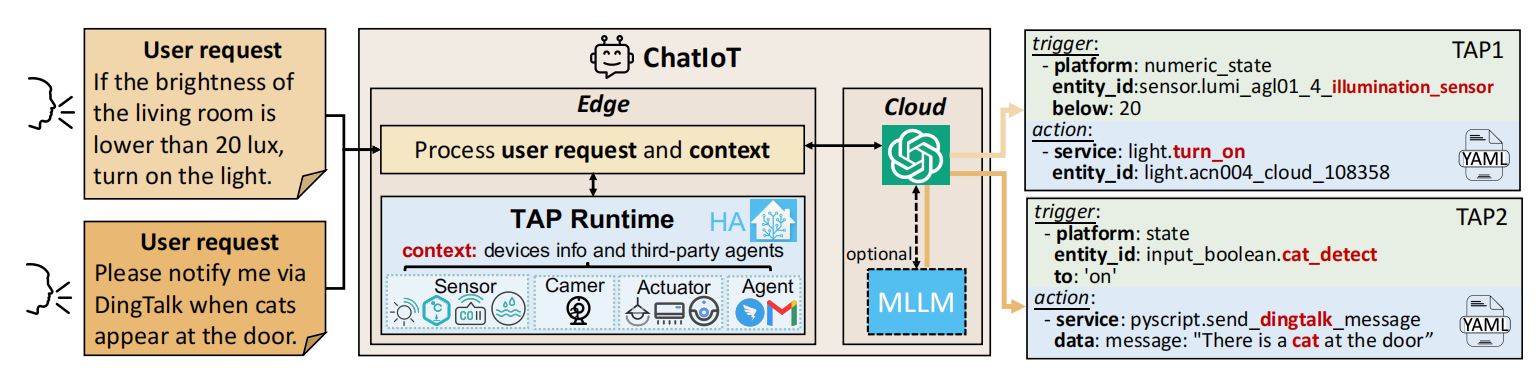 User request
If the brightness of
the living room is
lower than 20 lux,
turn on the light.
User request
Please notify me via
DingTalk when cats
appear at the door.
ChatIoT
Edge
Process user request and context
TAP Runtime
HA
context: devices info and third-party agents
Sensor
CO II
Camer
Actuator
Agent
Cloud
optional
MLLM
trigger:
TAP1
- platform: numeric_state
entity_id:sensor.lumi_agl01_4_illumination_sensor
below: 20
action:
- service: light.turn_on
entity_id: light.acn004_cloud_108358
YAML
trigger:
TAP2
- platform: state
entity_id: input_boolean.cat_detect
to: 'on'
action:
- service: pyscript.send_dingtalk_message
data: message: "There is a cat at the door”
YAML